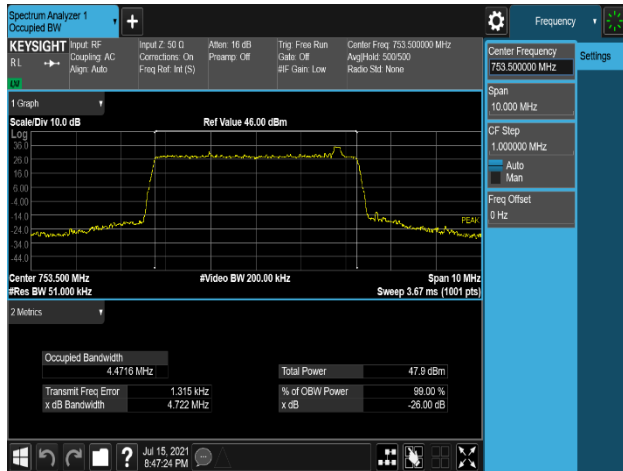 Spectrum Analyzer 1
Occupied BW
Frequency
KEYSIGHT
R L
Input: RF
Coupling: AC
Align: Auto
Input Z: 50 Ω
Corrections: On
Freq Ref: Int (S)
Atten: 16 dB
Preamp: Off
Trig: Free Run
Gate: Off
#IF Gain: Low
Center Freq: 753.500000 MHz
Avg|Hold: 500/500
Radio Std: None
Center Frequency
753.500000 MHz
Settings
Span
10.000 MHz
CF Step
1.000000 MHz
Auto
Man
Freq Offset
0 Hz
1 Graph
Scale/Div 10.0 dB
Ref Value 46.00 dBm
Log
36.0
26.0
16.0
6.00
-4.00
-14.0
-24.0
-34.0
-44.0
PEAK
Center 753.500 MHz
#Video BW 200.00 kHz
Span 10 MHz
#Res BW 51.000 kHz
Sweep 3.67 ms (1001 pts)
2 Metrics
Occupied Bandwidth
4.4716 MHz
Total Power
47.9 dBm
Transmit Freq Error
1.315 kHz
% of OBW Power
99.00 %
x dB Bandwidth
4.722 MHz
x dB
-26.00 dB
?
Jul 15, 2021
8:47:24 PM